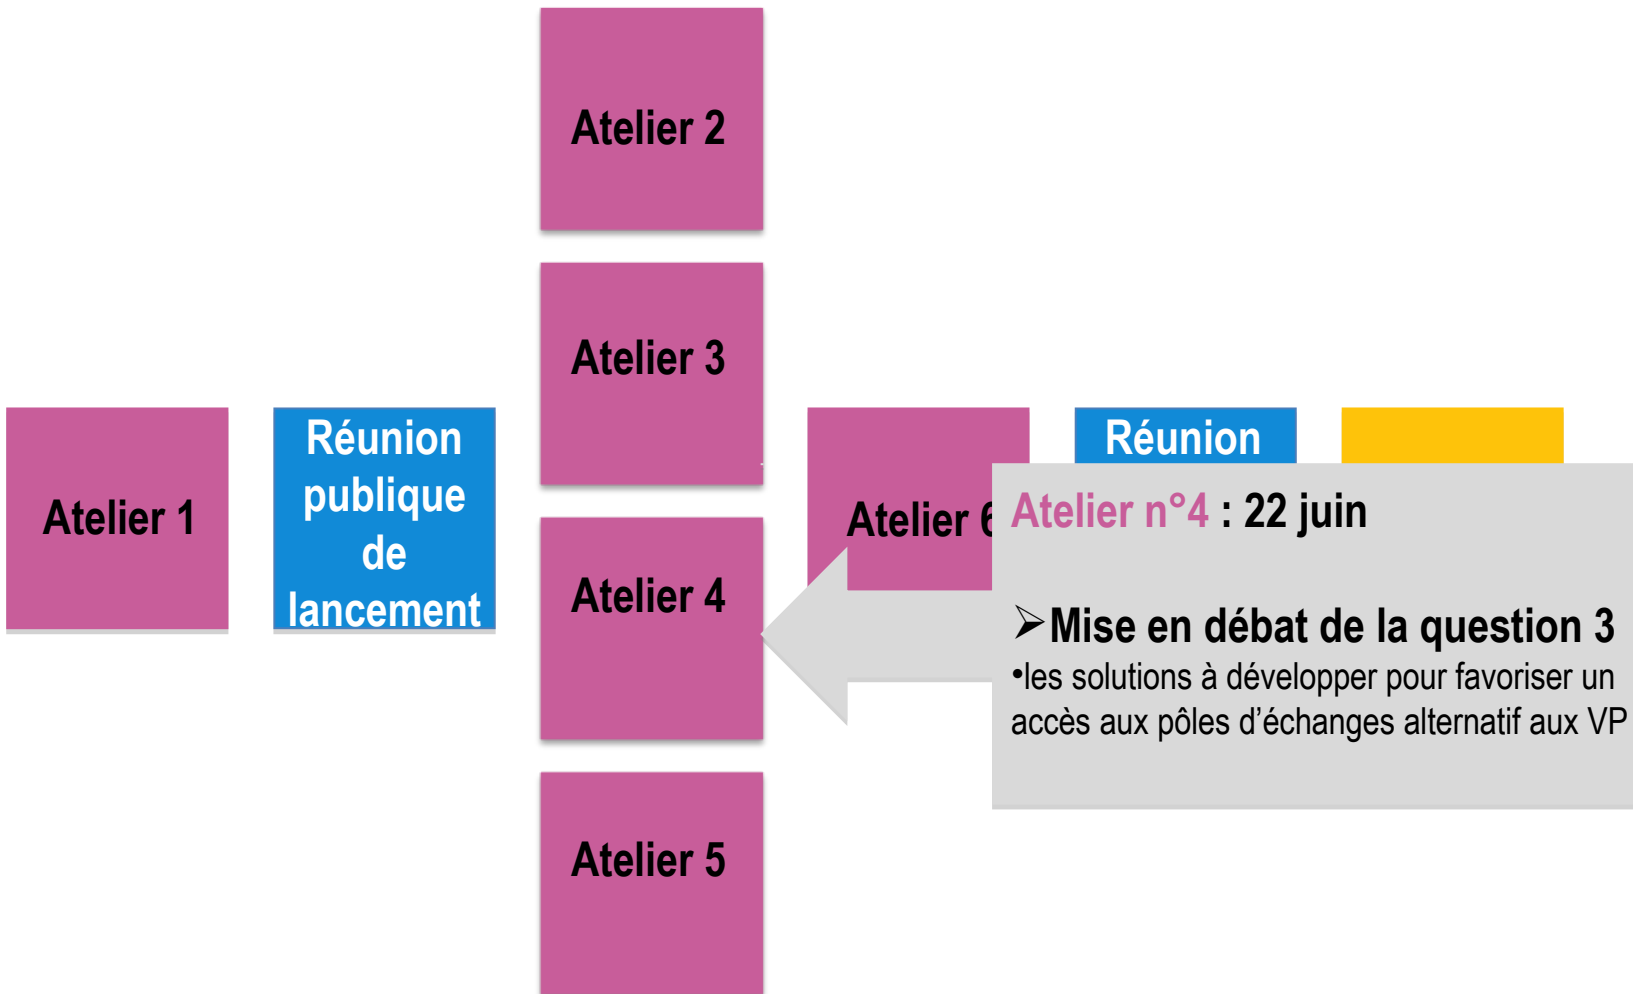 Atelier 2
Atelier 3
Atelier 1
Réunion
publique
de
lancement
Atelier 4
Atelier 5
Atelier 6
Réunion
Atelier n°4 : 22 juin
➢Mise en débat de la question 3
•les solutions à développer pour favoriser un
accès aux pôles d’échanges alternatif aux VP